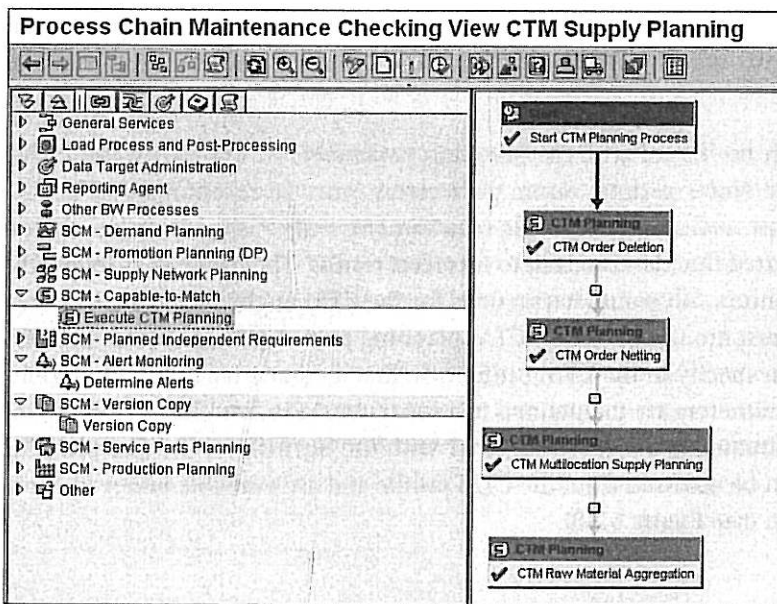 Process Chain Maintenance Checking View CTM Supply Planning
General Services
Load Process and Post-Processing
Data Target Administration
Reporting Agent
Other BW Processes
SCM - Demand Planning
SCM - Promotion Planning (DP)
SCM - Supply Network Planning
SCM - Capable-to-Match
Execute CTM Planning
SCM - Planned Independent Requirements
SCM - Alert Monitoring
Determine Alerts
SCM - Version Copy
Version Copy
SCM - Service Parts Planning
SCM - Production Planning
Other
Start
Start CTM Planning Process
CTM Planning
CTM Order Deletion
CTM Planning
CTM Order Netting
CTM Planning
CTM Multilocation Supply Planning
CTM Planning
CTM Raw Material Aggregation